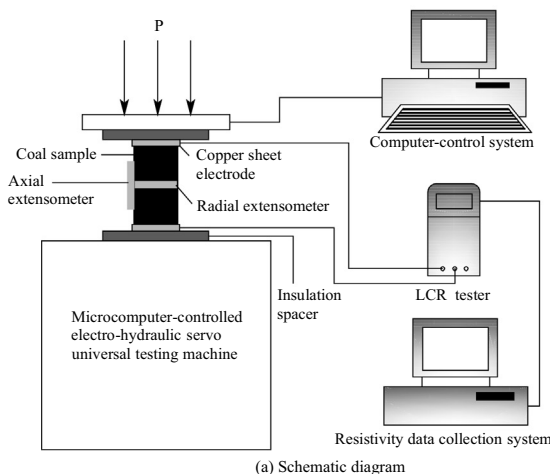 P
Coal sample
Axial
extensometer
Copper sheet
electrode
Radial extensometer
Insulation
spacer
Microcomputer-controlled
electro-hydraulic servo
universal testing machine
Computer-control system
LCR tester
Resistivity data collection system
(a) Schematic diagram